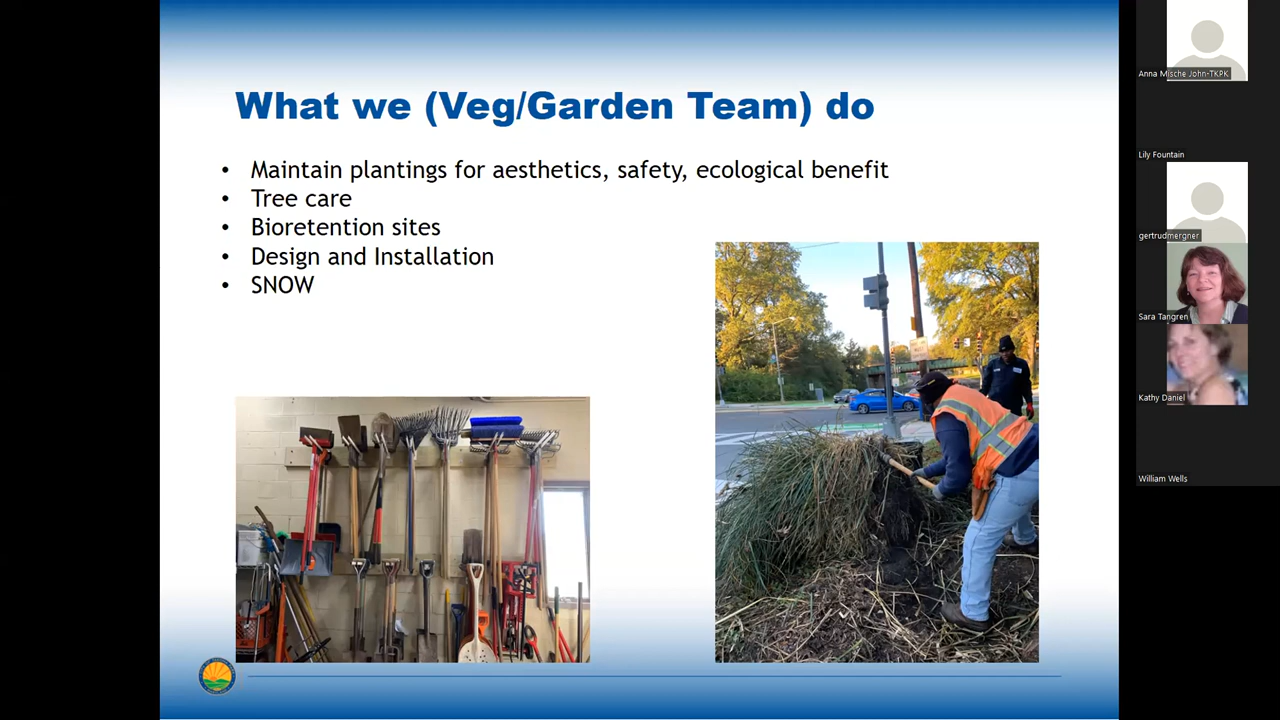 What we (Veg/Garden Team) do
• Maintain plantings for aesthetics, safety, ecological benefit
• Tree care
• Bioretention sites
• Design and Installation
• SNOW
Anna Mische John-TKPK
Lily Fountain
gertrudmergner
Sara Tangren
Kathy Daniel
William Wells